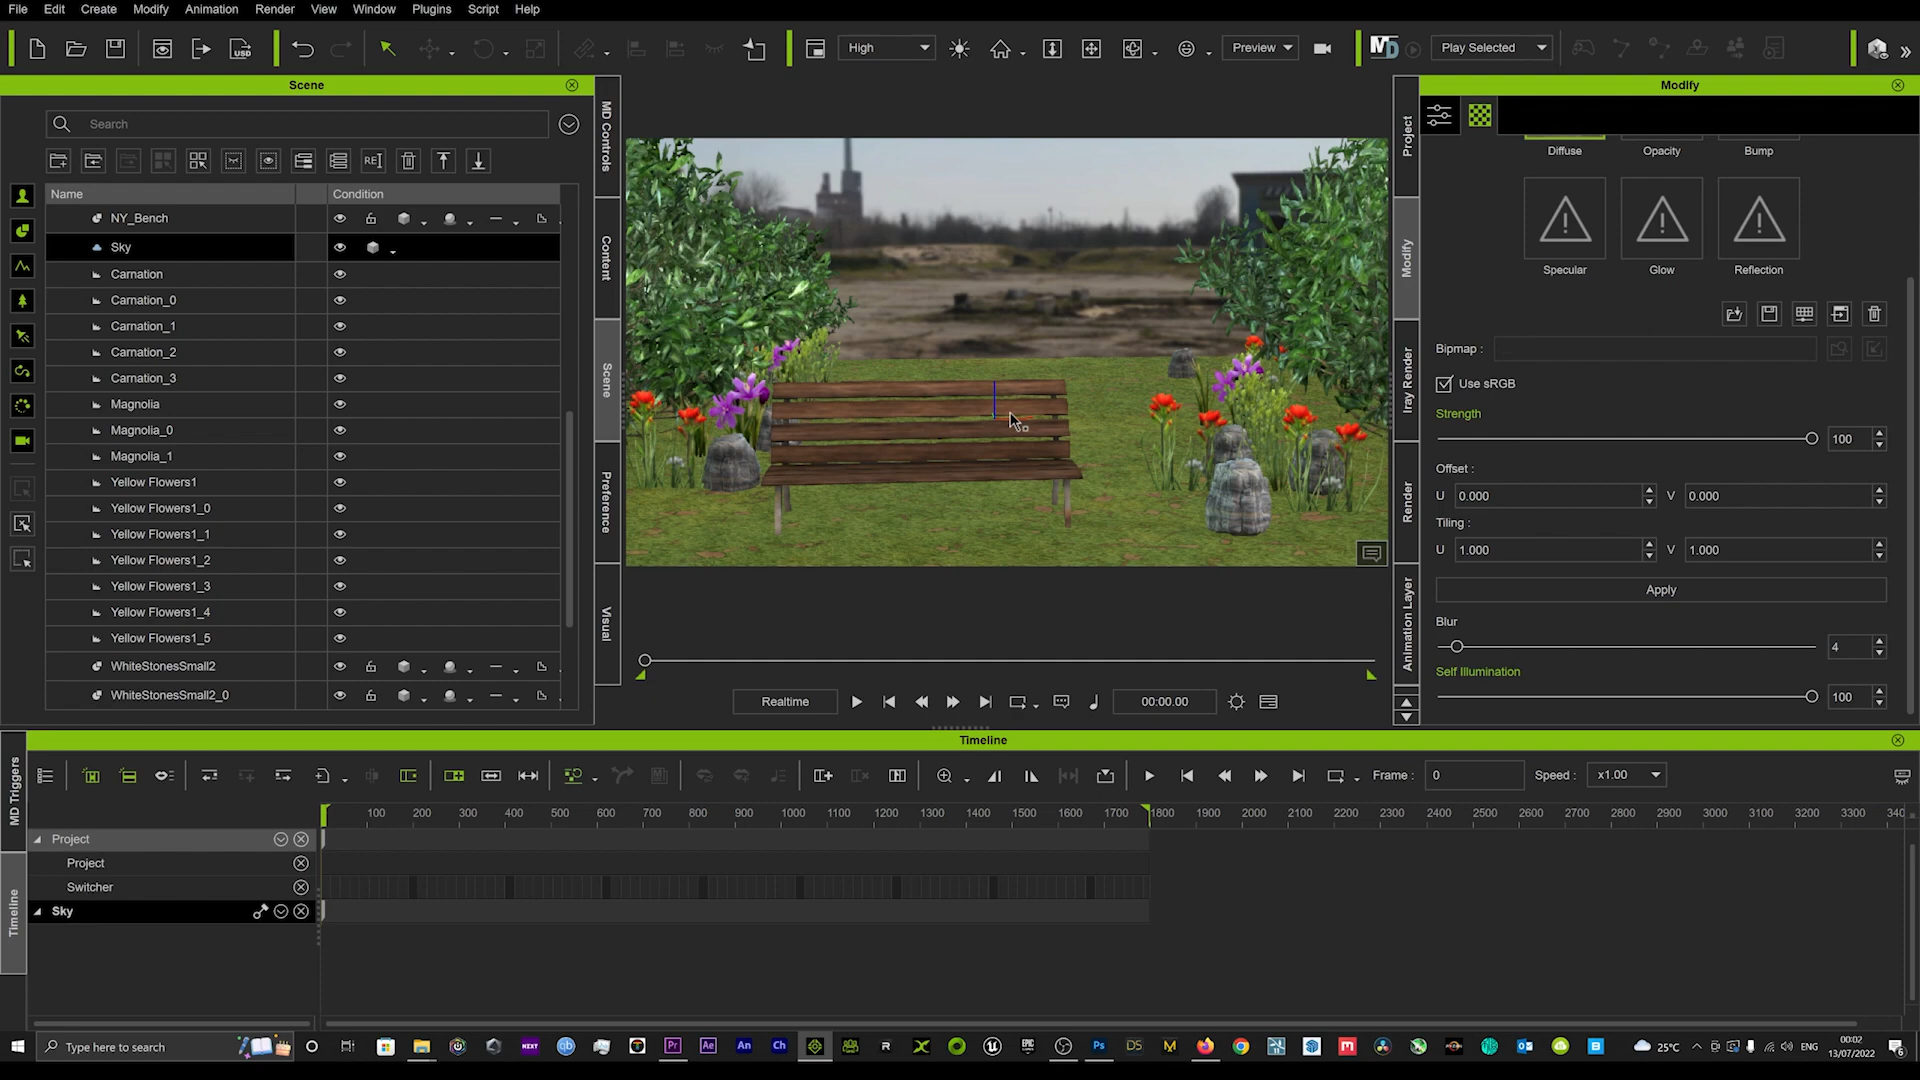 File Edit Create Modify Animation Render View Window Plugins Script Help
High
Preview
Play Selected
Scene
Modify
Search
Name Condition
NY_Bench
Sky
Carnation
Carnation_0
Carnation_1
Carnation_2
Carnation_3
Magnolia
Magnolia_0
Magnolia_1
Yellow Flowers1
Yellow Flowers1_0
Yellow Flowers1_1
Yellow Flowers1_2
Yellow Flowers1_3
Yellow Flowers1_4
Yellow Flowers1_5
WhiteStonesSmall2
WhiteStonesSmall2_0
MD Controls
Content
Scene
Preference
Visual
Project
Modify
Iray Render
Render
Animation Layer
Diffuse Opacity Bump
Specular Glow Reflection
Bipmap :
Use sRGB
Strength
100
Offset :
U 0.000 V 0.000
Tiling :
U 1.000 V 1.000
Apply
Blur
4
Self Illumination
100
Realtime 00:00.00
Timeline
Frame : 0 Speed : x1.00
MD Triggers
Timeline
100 200 300 400 500 600 700 800 900 1000 1100 1200 1300 1400 1500 1600 1700 1800 1900 2000 2100 2200 2300 2400 2500 2600 2700 2800 2900 3000 3100 3200 3300 340
Project
Project
Switcher
Sky
Type here to search
25°C ENG
00:02
13/07/2022